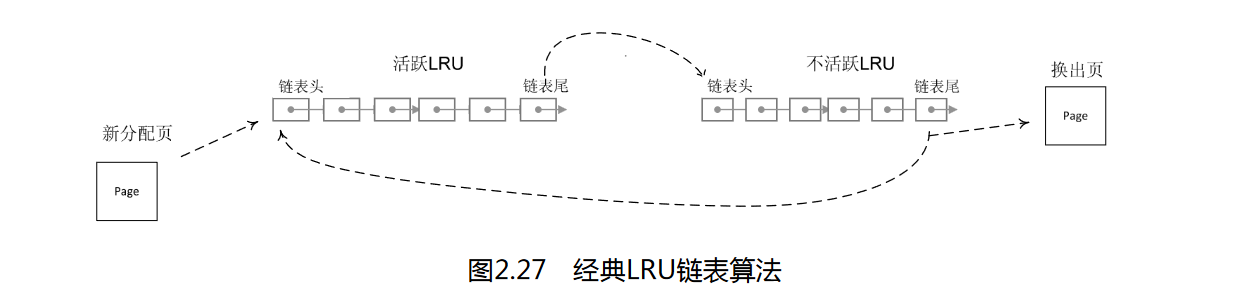 活跃LRU
不活跃LRU
换出页
链表头
链表尾
链表头
链表尾
Page
新分配页
Page
图2.27 经典LRU链表算法